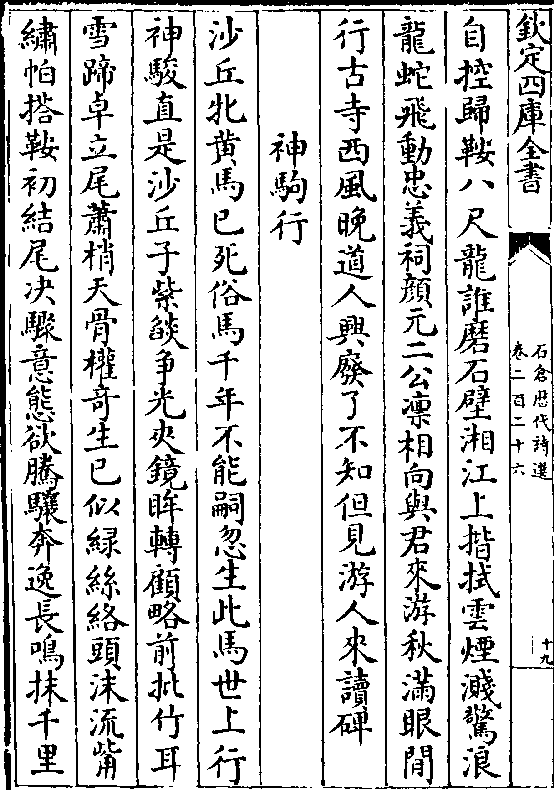 欽定四庫全書
石倉歷代詩選
卷二百二十六
十九
自控歸鞍八尺龍誰磨石壁湘江上揩拭雲煙濺驚浪
龍蛇飛動忠義祠顔元二公凜相向與君來游秋滿眼間
行古寺西風晚道人興廢了不知但見游人來讀碑
神駒行
沙丘牝黃馬已死俗馬千年不能嗣忽生此馬世上行
神駿直是沙丘子紫燄爭光夾鏡眸轉顧略前批竹耳
雪蹄卓立尾蕭梢天骨權奇生已似緑絲絡頭沫流觜
繡帕搭鞍初結尾决驟意態欲騰驤奔逸長鳴抹千里